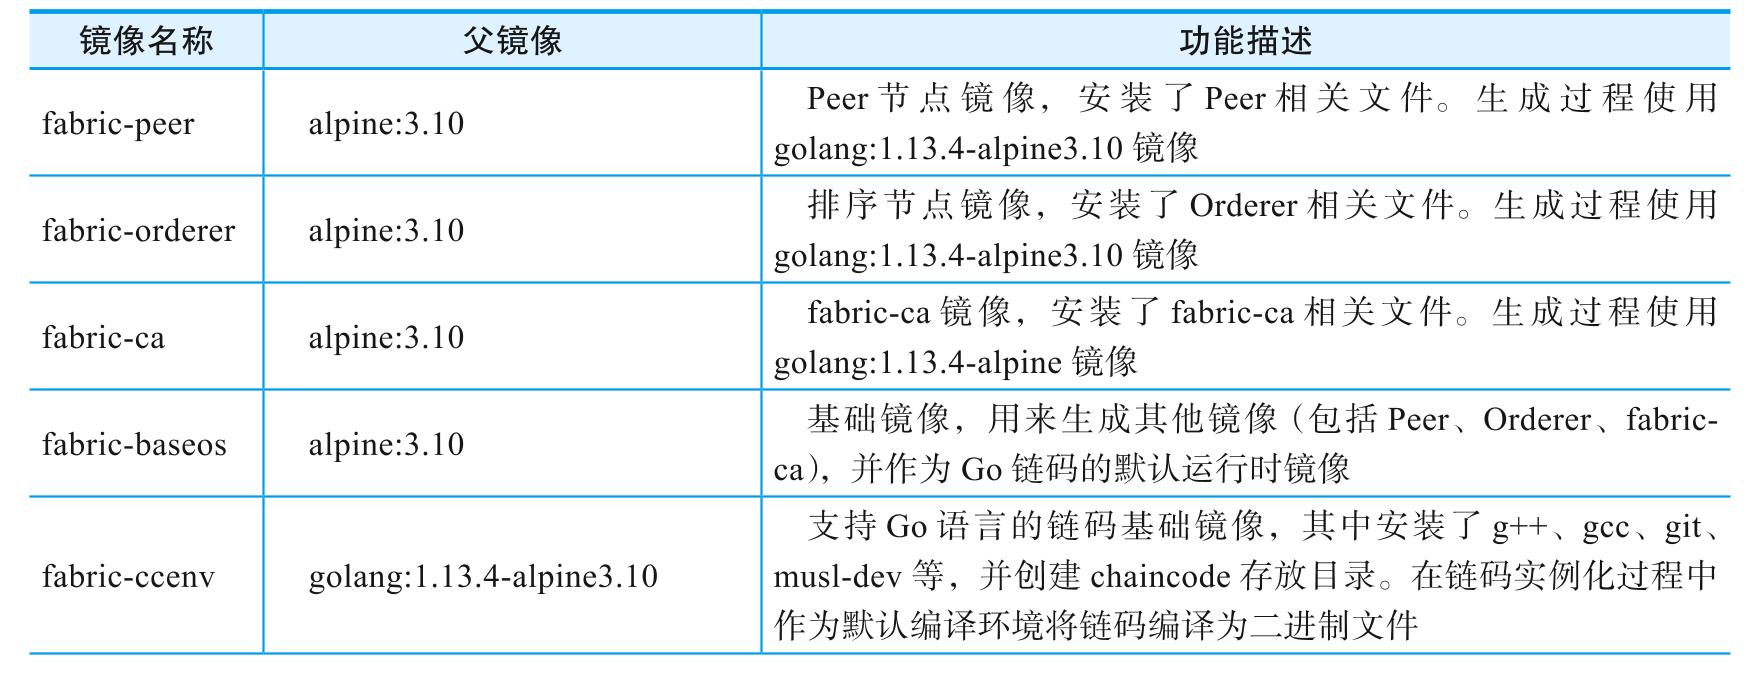 镜像名称 父镜像 功能描述
fabric-peer alpine:3.10 Peer 节点镜像，安装了 Peer 相关文件。生成过程使用
golang:1.13.4-alpine3.10 镜像
fabric-orderer alpine:3.10 排序节点镜像，安装了 Orderer 相关文件。生成过程使用
golang:1.13.4-alpine3.10 镜像
fabric-ca alpine:3.10 fabric-ca 镜像，安装了 fabric-ca 相关文件。生成过程使用
golang:1.13.4-alpine 镜像
fabric-baseos alpine:3.10 基础镜像，用来生成其他镜像（包括 Peer、Orderer、fabric-
ca），并作为 Go 链码的默认运行时镜像
fabric-ccenv golang:1.13.4-alpine3.10 支持 Go 语言的链码基础镜像，其中安装了 g++、gcc、git、
musl-dev 等，并创建 chaincode 存放目录。在链码实例化过程中
作为默认编译环境将链码编译为二进制文件